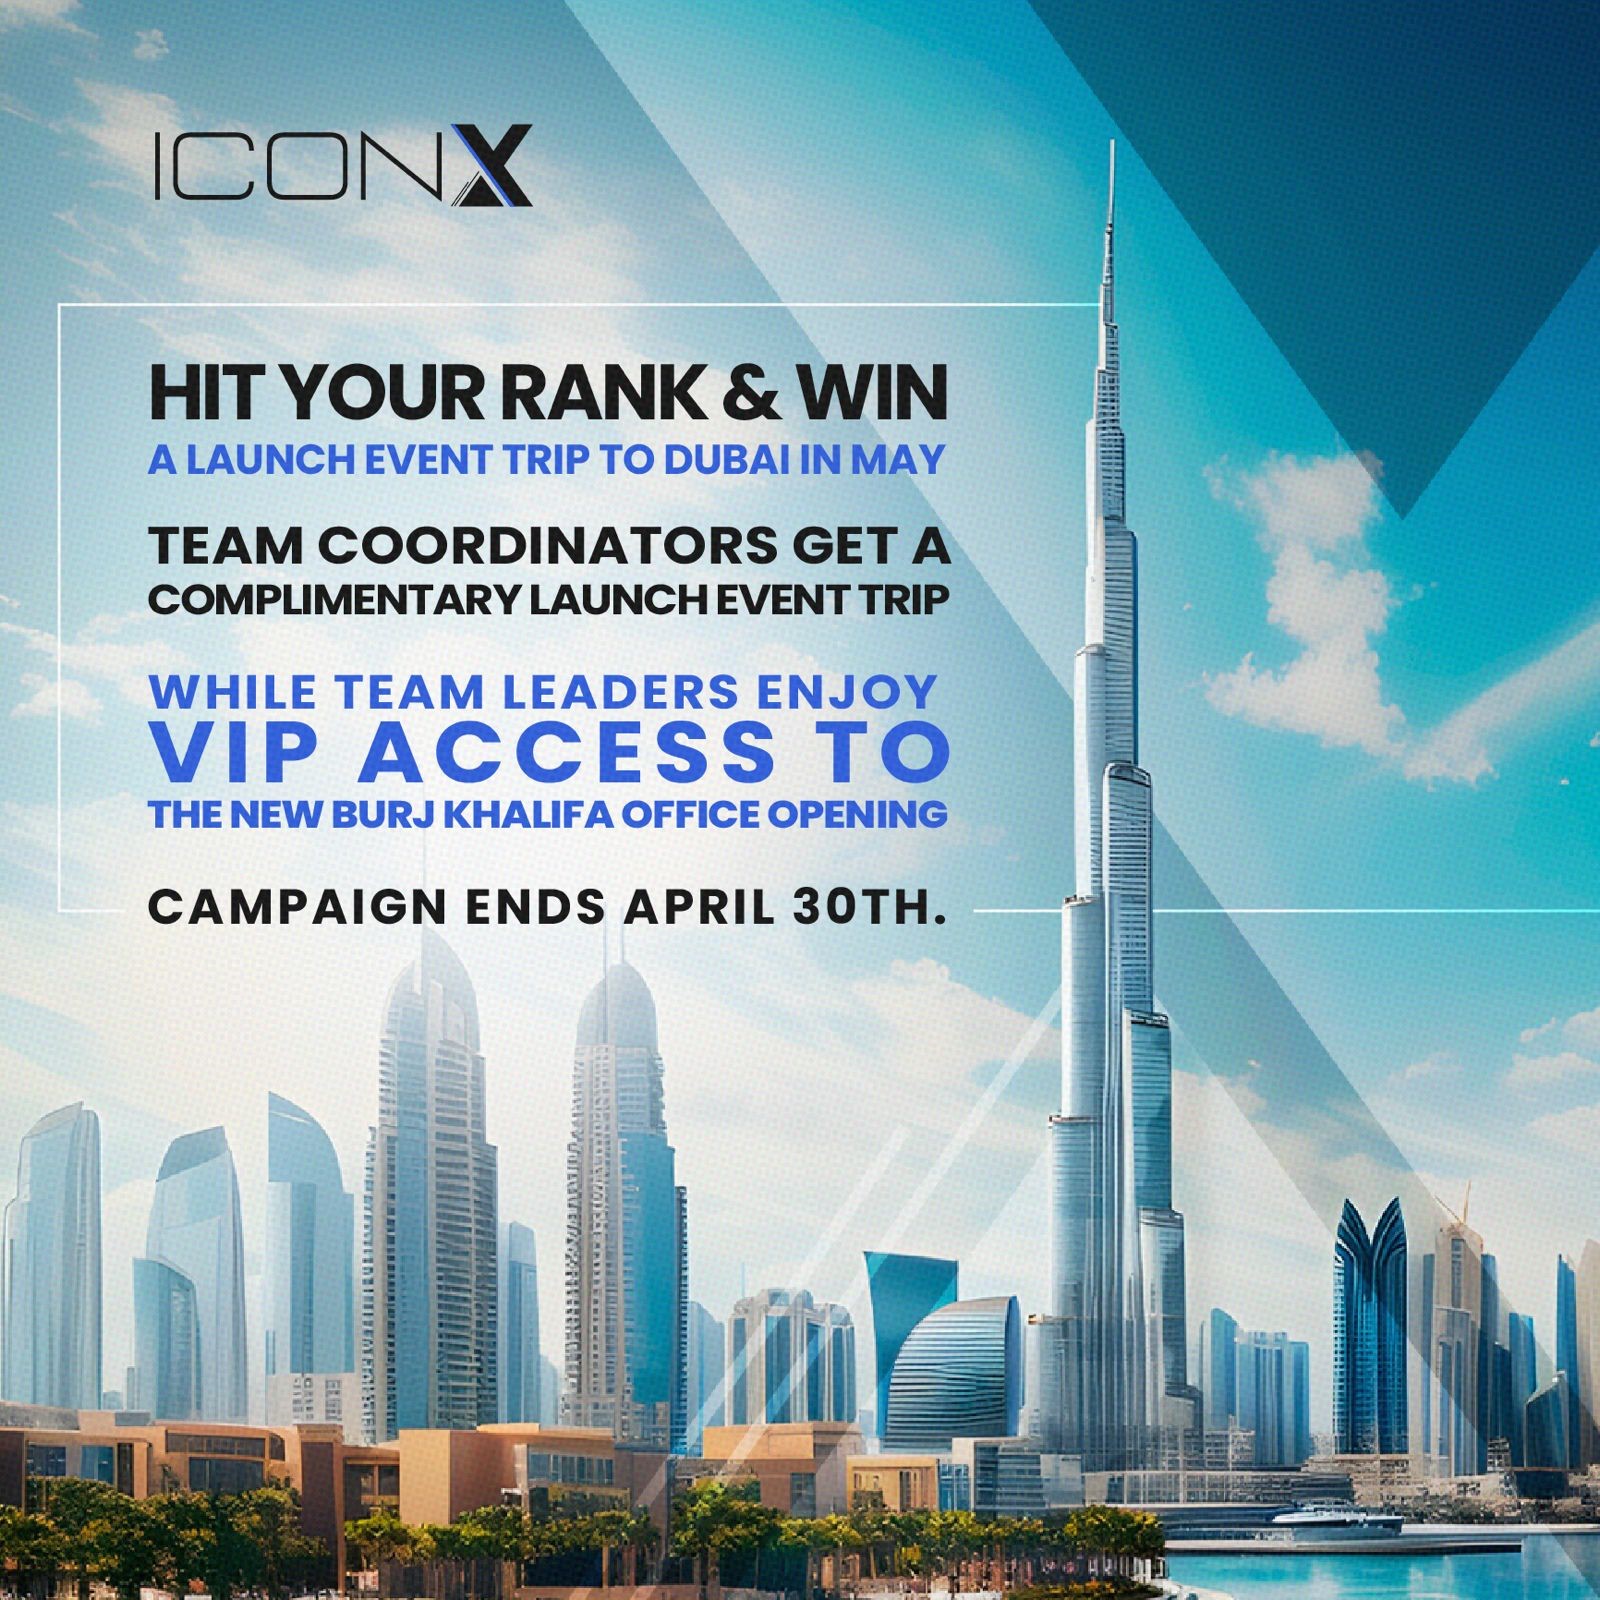 ICONX
HIT YOUR RANK & WIN
A LAUNCH EVENT TRIP TO DUBAI IN MAY
TEAM COORDINATORS GET A
COMPLIMENTARY LAUNCH EVENT TRIP
WHILE TEAM LEADERS ENJOY
VIP ACCESS TO
THE NEW BURJ KHALIFA OFFICE OPENING
CAMPAIGN ENDS APRIL 30TH.